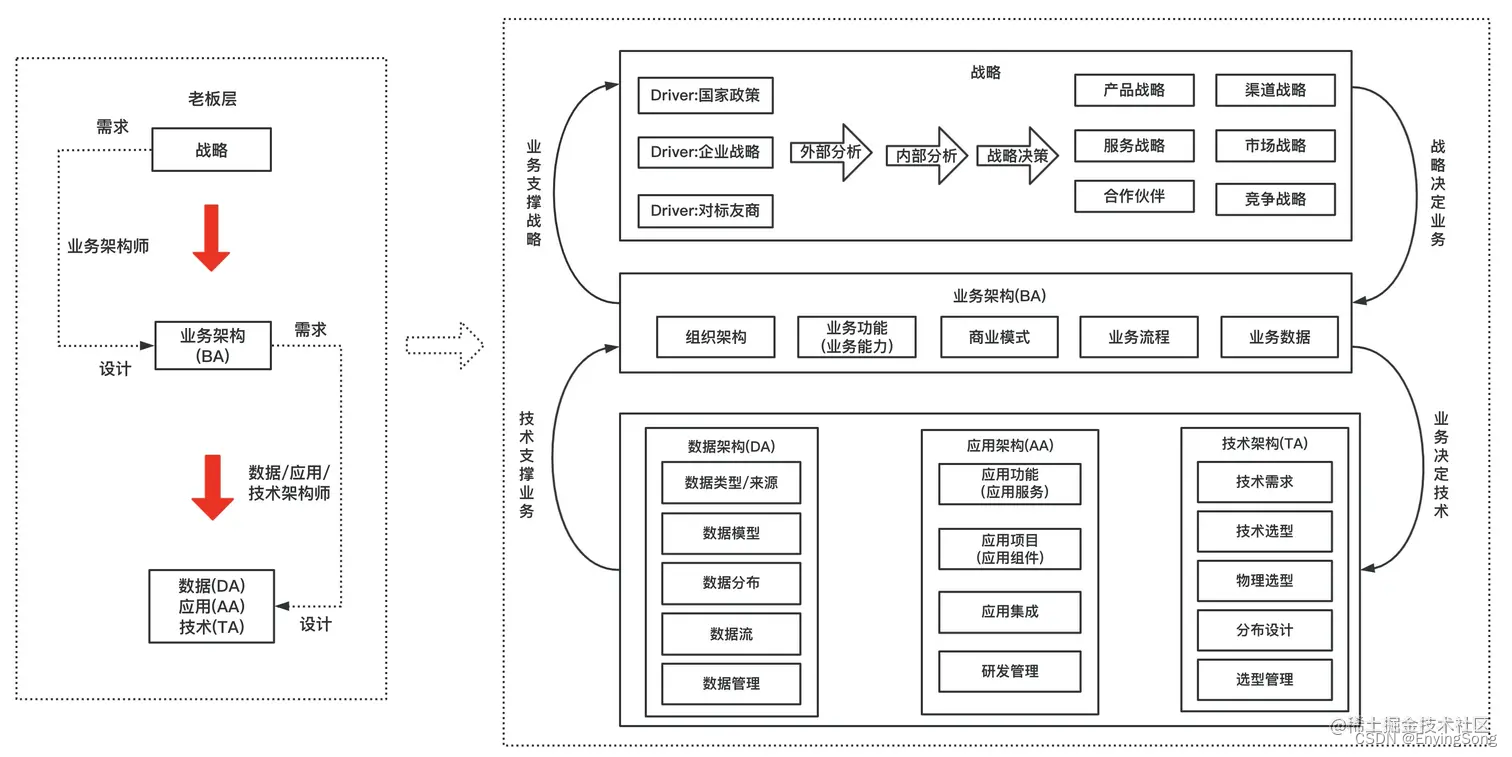 老板层
需求
战略
业务架构师
业务架构
(BA)
需求
设计
数据/应用/
技术架构师
数据(DA)
应用(AA)
技术(TA)
设计
战略
Driver:国家政策
Driver:企业战略
Driver:对标友商
外部分析
内部分析
战略决策
产品战略
渠道战略
服务战略
市场战略
合作伙伴
竞争战略
业务支撑战略
战略决定业务
业务架构(BA)
组织架构
业务功能
(业务能力)
商业模式
业务流程
业务数据
技术支撑业务
业务决定技术
数据架构(DA)
数据类型/来源
数据模型
数据分布
数据流
数据管理
应用架构(AA)
应用功能
(应用服务)
应用项目
(应用组件)
应用集成
研发管理
技术架构(TA)
技术需求
技术选型
物理选型
分布设计
选型管理
@稀土掘金技术社区
CSDN @EnyingSong